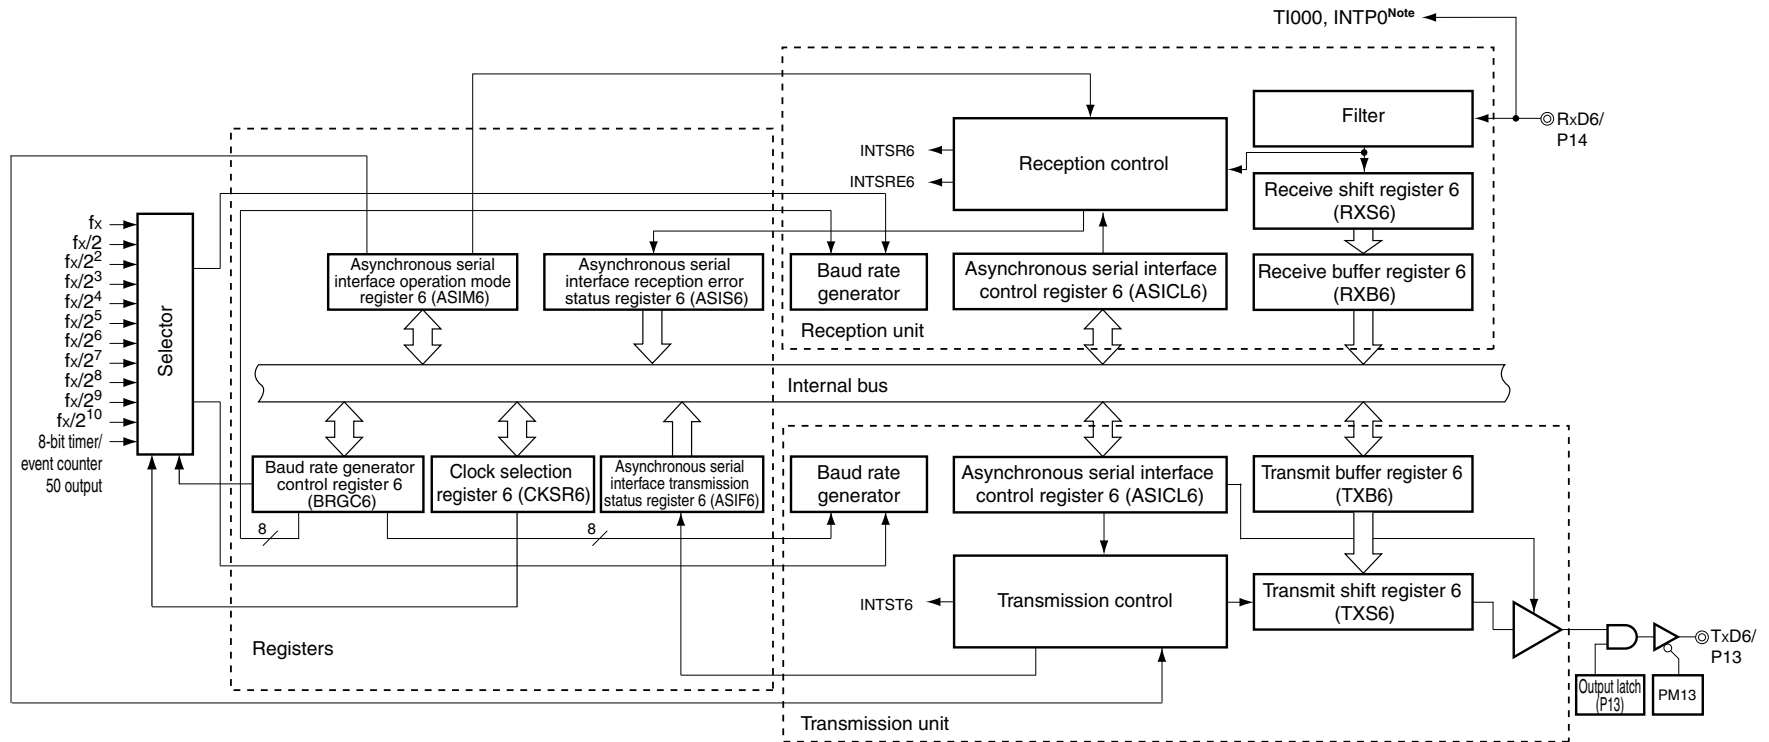 TI000, INTP0Note
Filter
RxD6/
P14
INTSR6
INTSRE6
Reception control
Receive shift register 6
(RXS6)
fX
fX/2
fX/2²
fX/2³
fX/2⁴
fX/2⁵
fX/2⁶
fX/2⁷
fX/2⁸
fX/2⁹
fX/2¹⁰
8-bit timer/
event counter
50 output
Selector
Asynchronous serial
interface operation mode
register 6 (ASIM6)
Asynchronous serial
interface reception error
status register 6 (ASIS6)
Baud rate
generator
Asynchronous serial interface
control register 6 (ASICL6)
Receive buffer register 6
(RXB6)
Reception unit
Internal bus
Baud rate generator
control register 6
(BRGC6)
Clock selection
register 6 (CKSR6)
Asynchronous serial
interface transmission
status register 6 (ASIF6)
Baud rate
generator
Asynchronous serial interface
control register 6 (ASICL6)
Transmit buffer register 6
(TXB6)
8
8
INTST6
Transmission control
Transmit shift register 6
(TXS6)
Registers
TxD6/
P13
Output latch
(P13)
PM13
Transmission unit